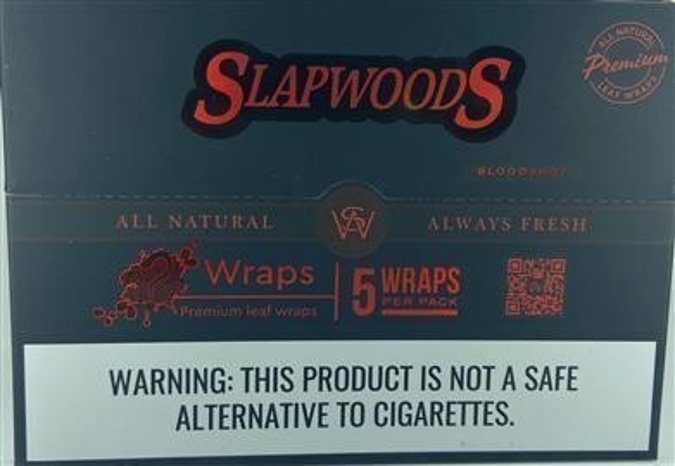 SLAPWOODS
ALL NATURAL
Premium
LEAF WRAPS
BLOODSHOT
ALL NATURAL
ALWAYS FRESH
Wraps
Premium leaf wraps
5 WRAPS
PER PACK
WARNING: THIS PRODUCT IS NOT A SAFE
ALTERNATIVE TO CIGARETTES.